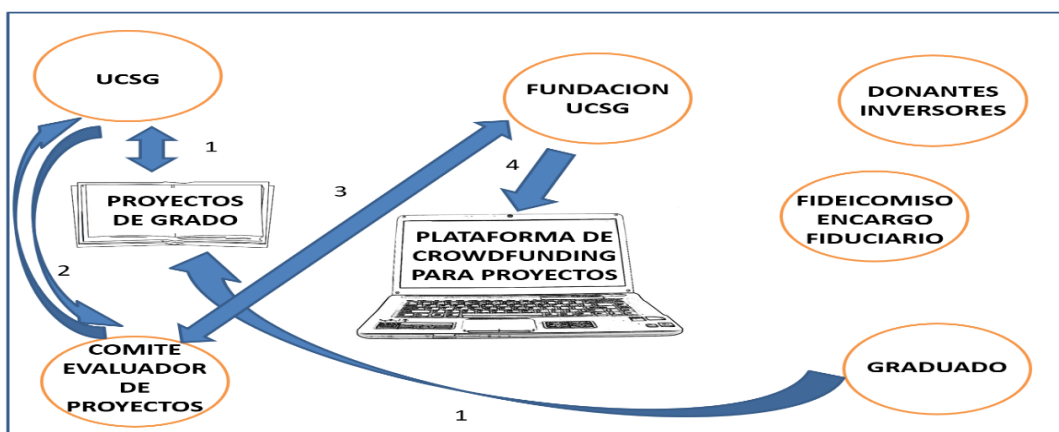 UCSG
FUNDACION
UCSG
DONANTES
INVERSORES
1
4
3
PROYECTOS
DE GRADO
FIDEICOMISO
ENCARGO
FIDUCIARIO
PLATAFORMA DE
CROWDFUNDING
PARA PROYECTOS
2
COMITE
EVALUADOR
DE
PROYECTOS
GRADUADO
1